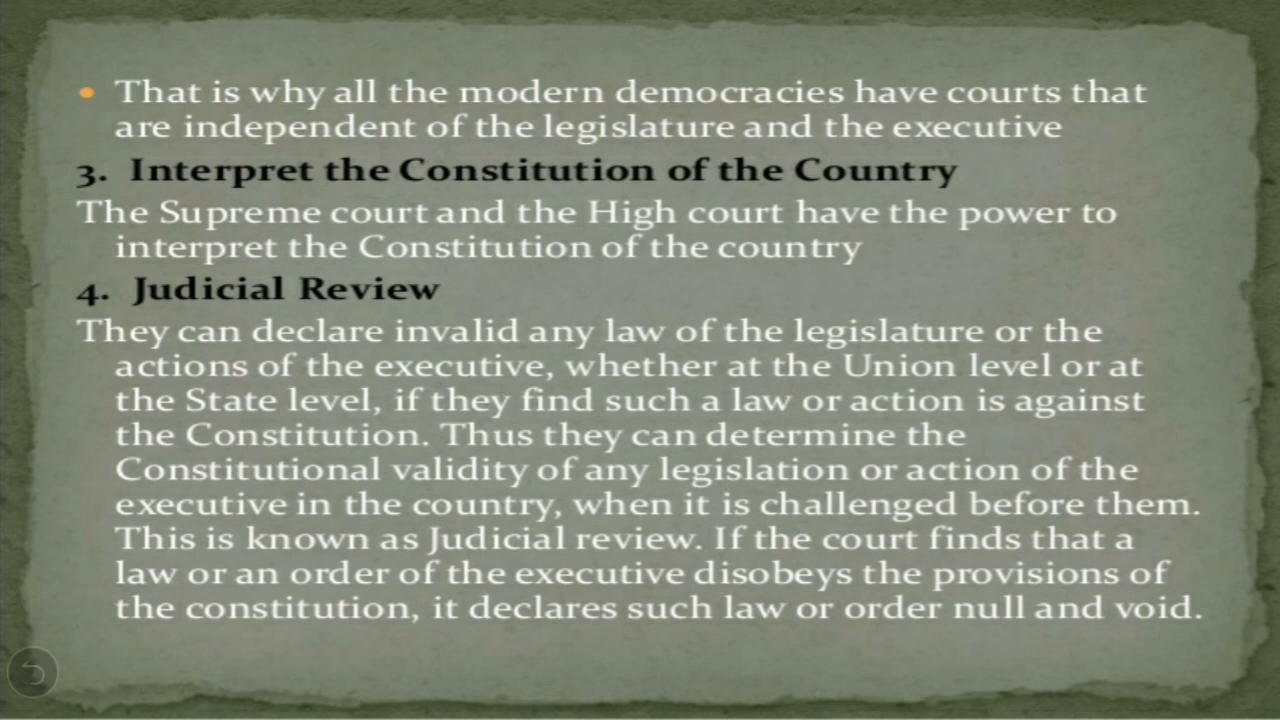 • That is why all the modern democracies have courts that
are independent of the legislature and the executive
3. Interpret the Constitution of the Country
The Supreme court and the High court have the power to
interpret the Constitution of the country
4. Judicial Review
They can declare invalid any law of the legislature or the
actions of the executive, whether at the Union level or at
the State level, if they find such a law or action is against
the Constitution. Thus they can determine the
Constitutional validity of any legislation or action of the
executive in the country, when it is challenged before them.
This is known as Judicial review. If the court finds that a
law or an order of the executive disobeys the provisions of
the constitution, it declares such law or order null and void.